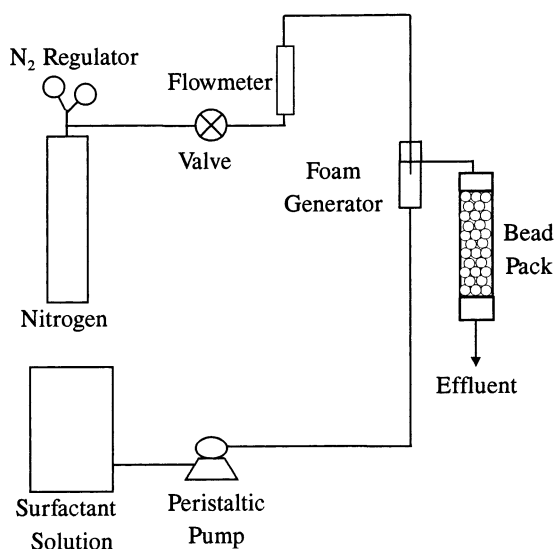 N₂ Regulator
Flowmeter
Valve
Foam
Generator
Bead
Pack
Nitrogen
Effluent
Surfactant
Solution
Peristaltic
Pump